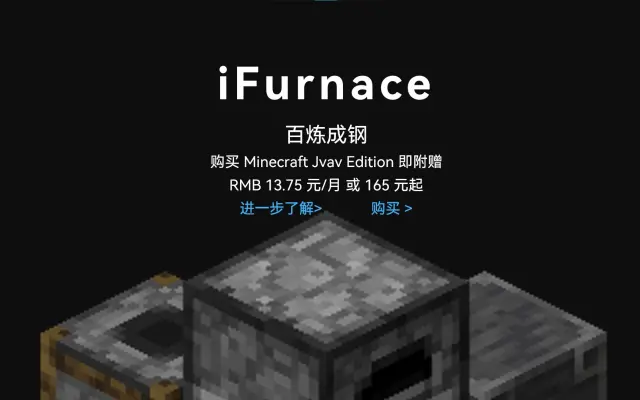 iFurnace
百炼成钢
购买 Minecraft Jvav Edition 即附赠
RMB 13.75 元/月 或 165 元起
进一步了解> 购买 >